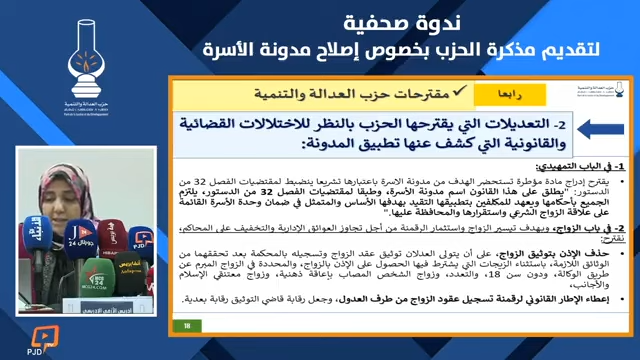 ندوة صحفية
لتقديم مذكرة الحزب بخصوص إصلاح مدونة الأسرة
حزب العدالة والتنمية
رابعا
✓ مقترحات حزب العدالة والتنمية
2- التعديلات التي يقترحها الحزب بالنظر للاختلالات القضائية
والقانونية التي كشف عنها تطبيق المدونة:
1- في الباب التمهيدي:
يقترح إدراج مادة مؤطرة تستحضر الهدف من مدونة الاسرة باعتبارها تشريعا ينضبط لمقتضيات الفصل 32 من
الدستور: "يطلق على هذا القانون اسم مدونة الأسرة، وطبقا لمقتضيات الفصل 32 من الدستور، يلتزم
الجميع بأحكامها ويعهد للمكلفين بتطبيقها التقيد بهدفها الأساس والمتمثل في ضمان وحدة الأسرة القائمة
على علاقة الزواج الشرعي واستقرارها والمحافظة عليها."
2- في باب الزواج، وبهدف تيسير الزواج واستثمار الرقمنة من أجل تجاوز العوائق الإدارية والتخفيف على المحاكم،
نقترح:
حذف الإذن بتوثيق الزواج، على أن يتولى العدلان توثيق عقد الزواج وتسجيله بالمحكمة بعد تحققهما من
الوثائق اللازمة، باستثناء الزيجات التي يشترط فيها الحصول على الإذن بالزواج، والمحددة في الزواج المبرم عن
طريق الوكالة، ودون سن 18، والتعدد، وزواج الشخص المصاب بإعاقة ذهنية، وزواج معتنقي الإسلام
والأجانب،
إعطاء الإطار القانوني لرقمنة تسجيل عقود الزواج من طرف العدول، وجعل رقابة قاضي التوثيق رقابة بعدية.
18
إدريس الأزمي الإدريسي
PJD TV